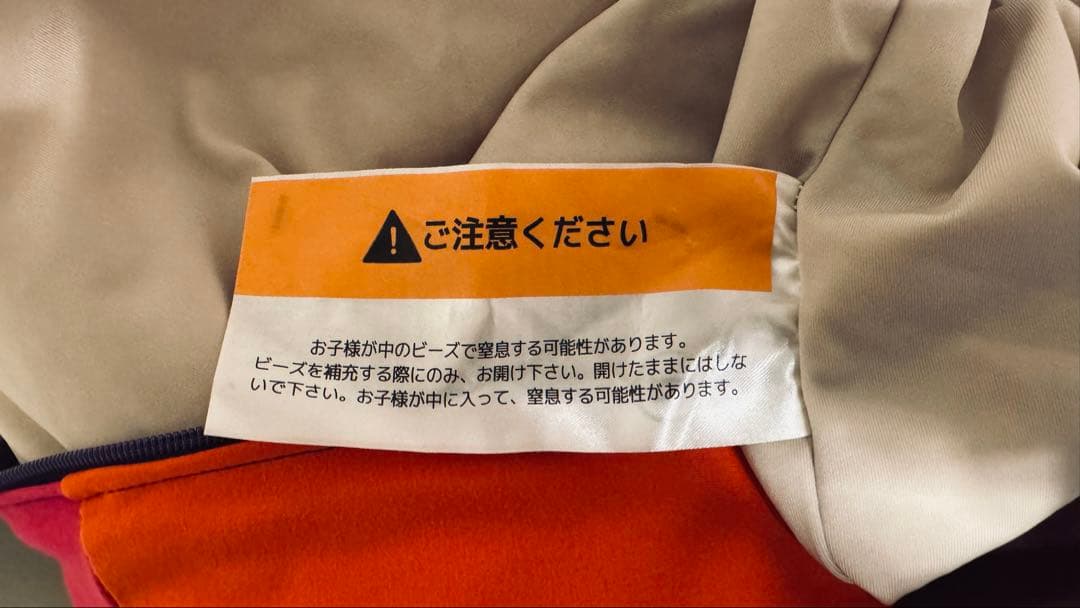 ご注意ください
お子様が中のビーズで窒息する可能性があります。
ビーズを補充する際にのみ、お開け下さい。開けたままにはしな
いで下さい。お子様が中に入って、窒息する可能性があります。